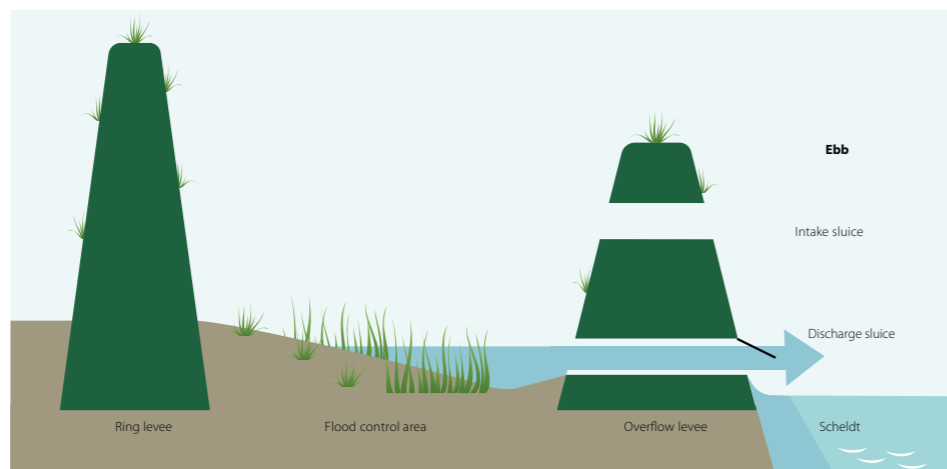 Ebb
Intake sluice
Discharge sluice
Ring levee
Flood control area
Overflow levee
Scheldt